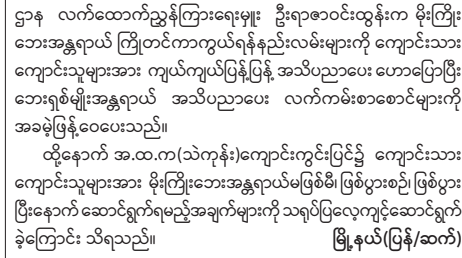 ဌာန လက်ထောက်ညွှန်ကြားရေးမှူး ဦးရာဇာဝင်းထွန်းက မိုးကြိုး
ဘေးအန္တရာယ် ကြိုတင်ကာကွယ်ရန်နည်းလမ်းများကို ကျောင်းသား
ကျောင်းသူများအား ကျယ်ကျယ်ပြန့်ပြန့် အသိပညာပေး ဟောပြောပြီး
ဘေးရှစ်မျိုးအန္တရာယ် အသိပညာပေး လက်ကမ်းစာစောင်များကို
အခမဲ့ဖြန့်ဝေပေးသည်။
ထို့နောက် အ.ထ.က(သဲကုန်း)ကျောင်းကွင်းပြင်၌ ကျောင်းသား
ကျောင်းသူများအား မိုးကြိုးဘေးအန္တရာယ်မဖြစ်မီ၊ ဖြစ်ပွားစဉ်၊ ဖြစ်ပွား
ပြီးနောက် ဆောင်ရွက်ရမည့်အချက်များကို သရုပ်ပြလေ့ကျင့်ဆောင်ရွက်
ခဲ့ကြောင်း သိရသည်။ မြို့နယ်(ပြန်/ဆက်)